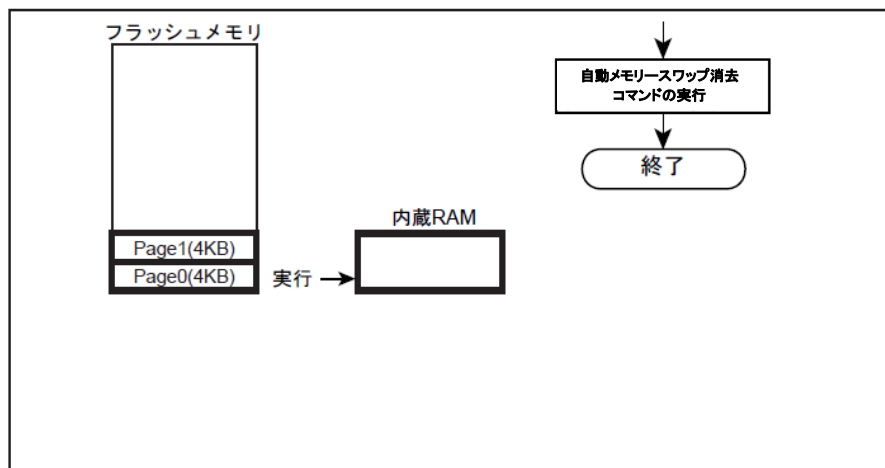 フラッシュメモリ
自動メモリースワップ消去
コマンドの実行
終了
内蔵RAM
Page1(4KB)
Page0(4KB)
実行